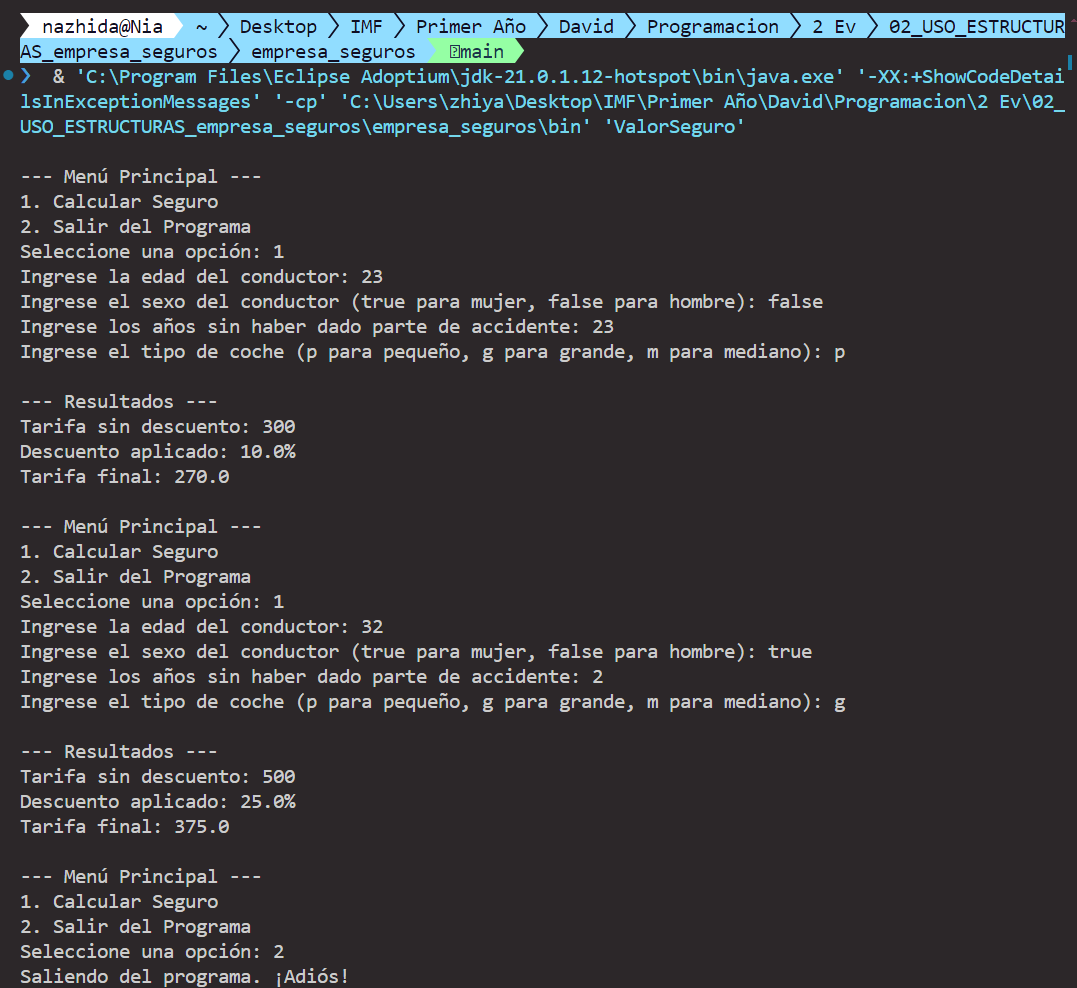 nazhida@Nia ~ Desktop IMF Primer Año David Programacion 2 Ev 02_USO_ESTRUCTUR
AS_empresa_seguros empresa_seguros main
❯ & 'C:\Program Files\Eclipse Adoptium\jdk-21.0.1.12-hotspot\bin\java.exe' '-XX:+ShowCodeDetai
lsInExceptionMessages' '-cp' 'C:\Users\zhiya\Desktop\IMF\Primer Año\David\Programacion\2 Ev\02_
USO_ESTRUCTURAS_empresa_seguros\empresa_seguros\bin' 'ValorSeguro'

--- Menú Principal ---
1. Calcular Seguro
2. Salir del Programa
Seleccione una opción: 1
Ingrese la edad del conductor: 23
Ingrese el sexo del conductor (true para mujer, false para hombre): false
Ingrese los años sin haber dado parte de accidente: 23
Ingrese el tipo de coche (p para pequeño, g para grande, m para mediano): p

--- Resultados ---
Tarifa sin descuento: 300
Descuento aplicado: 10.0%
Tarifa final: 270.0

--- Menú Principal ---
1. Calcular Seguro
2. Salir del Programa
Seleccione una opción: 1
Ingrese la edad del conductor: 32
Ingrese el sexo del conductor (true para mujer, false para hombre): true
Ingrese los años sin haber dado parte de accidente: 2
Ingrese el tipo de coche (p para pequeño, g para grande, m para mediano): g

--- Resultados ---
Tarifa sin descuento: 500
Descuento aplicado: 25.0%
Tarifa final: 375.0

--- Menú Principal ---
1. Calcular Seguro
2. Salir del Programa
Seleccione una opción: 2
Saliendo del programa. ¡Adiós!